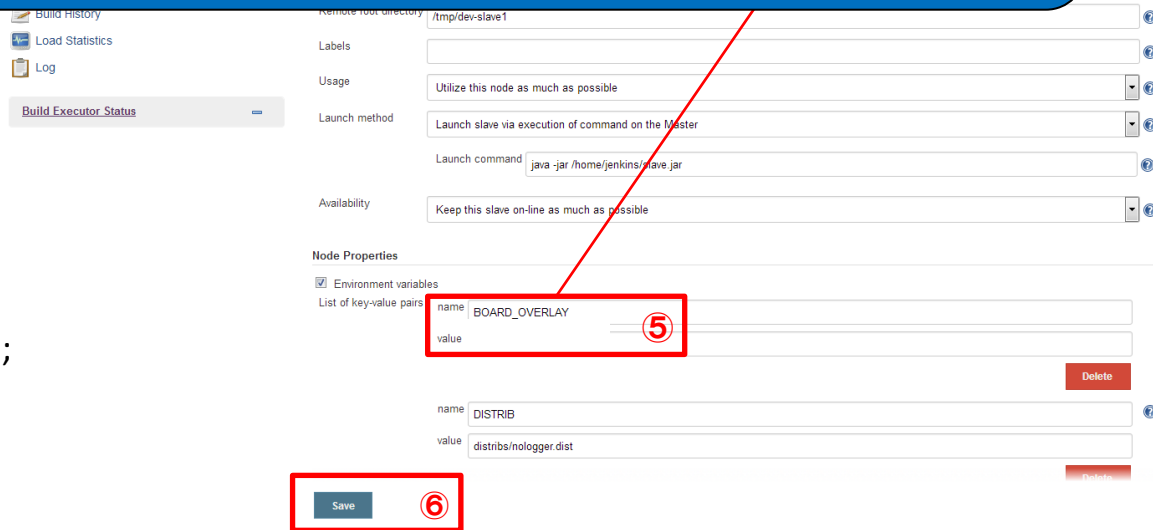 Build History
Remote root directory
/tmp/dev-slave1
Load Statistics
Labels
Log
Usage
Utilize this node as much as possible
Build Executor Status
Launch method
Launch slave via execution of command on the Master
Launch command
java -jar /home/jenkins/slave.jar
Availability
Keep this slave on-line as much as possible
Node Properties
Environment variables
List of key-value pairs
name
BOARD_OVERLAY
⑤
value
;
Delete
name
DISTRIB
value
distribs/nologger.dist
Delete
Save
⑥